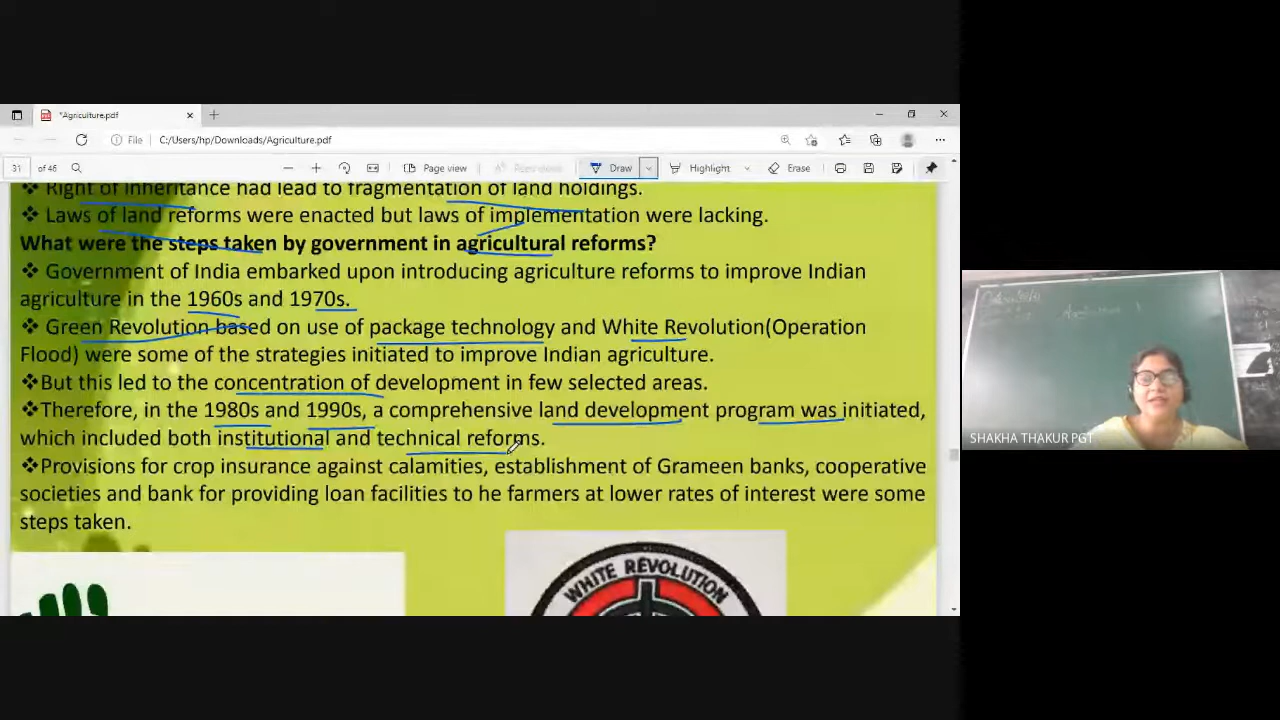 *Agriculture.pdf
File C:/Users/hp/Downloads/Agriculture.pdf
31 of 46 Page view Read aloud Draw Highlight Erase
❖ Right of inheritance had lead to fragmentation of land holdings.
❖ Laws of land reforms were enacted but laws of implementation were lacking.
What were the steps taken by government in agricultural reforms?
❖ Government of India embarked upon introducing agriculture reforms to improve Indian
agriculture in the 1960s and 1970s.
❖ Green Revolution based on use of package technology and White Revolution(Operation
Flood) were some of the strategies initiated to improve Indian agriculture.
❖But this led to the concentration of development in few selected areas.
❖Therefore, in the 1980s and 1990s, a comprehensive land development program was initiated,
which included both institutional and technical reforms.
❖Provisions for crop insurance against calamities, establishment of Grameen banks, cooperative
societies and bank for providing loan facilities to he farmers at lower rates of interest were some
steps taken.
WHITE REVOLUTION
SHAKHA THAKUR PGT